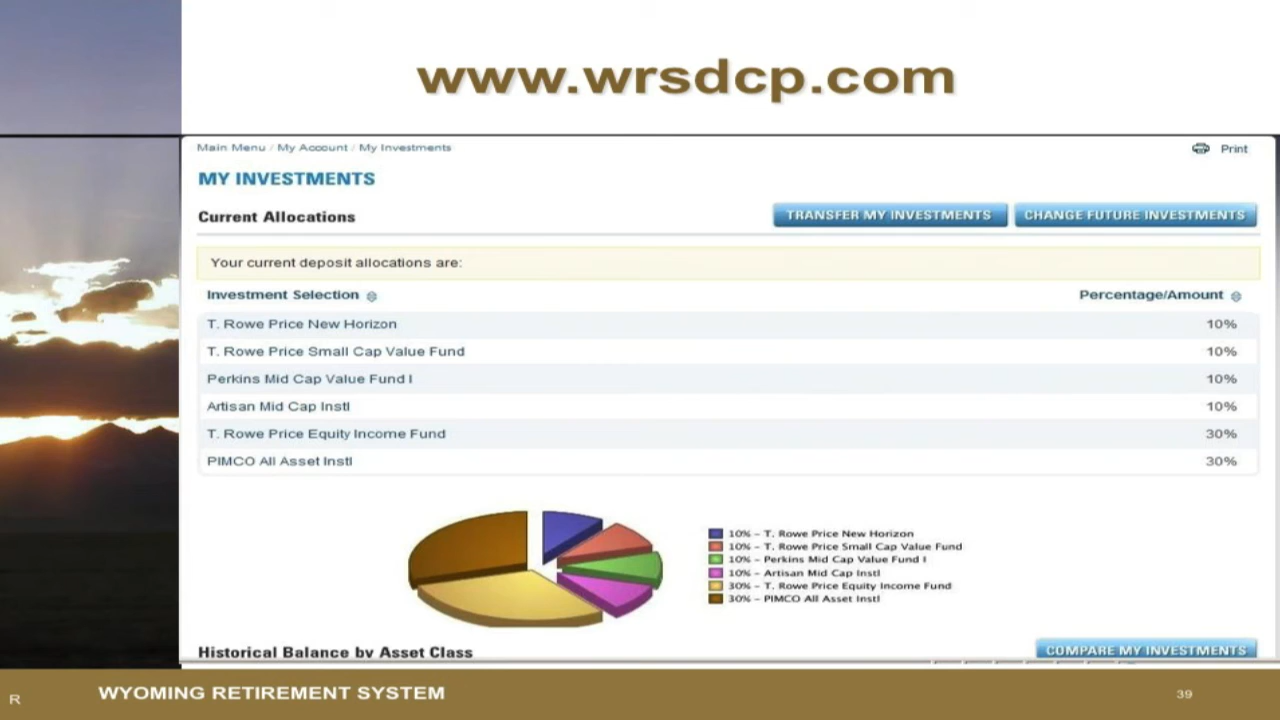 www.wrsdcp.com
Main Menu / My Account / My Investments
Print
MY INVESTMENTS
Current Allocations
TRANSFER MY INVESTMENTS
CHANGE FUTURE INVESTMENTS
Your current deposit allocations are:
Investment Selection Percentage/Amount
T. Rowe Price New Horizon 10%
T. Rowe Price Small Cap Value Fund 10%
Perkins Mid Cap Value Fund I 10%
Artisan Mid Cap Instl 10%
T. Rowe Price Equity Income Fund 30%
PIMCO All Asset Instl 30%
10% - T. Rowe Price New Horizon
10% - T. Rowe Price Small Cap Value Fund
10% - Perkins Mid Cap Value Fund I
10% - Artisan Mid Cap Instl
30% - T. Rowe Price Equity Income Fund
30% - PIMCO All Asset Instl
Historical Balance by Asset Class
COMPARE MY INVESTMENTS
R
WYOMING RETIREMENT SYSTEM
39